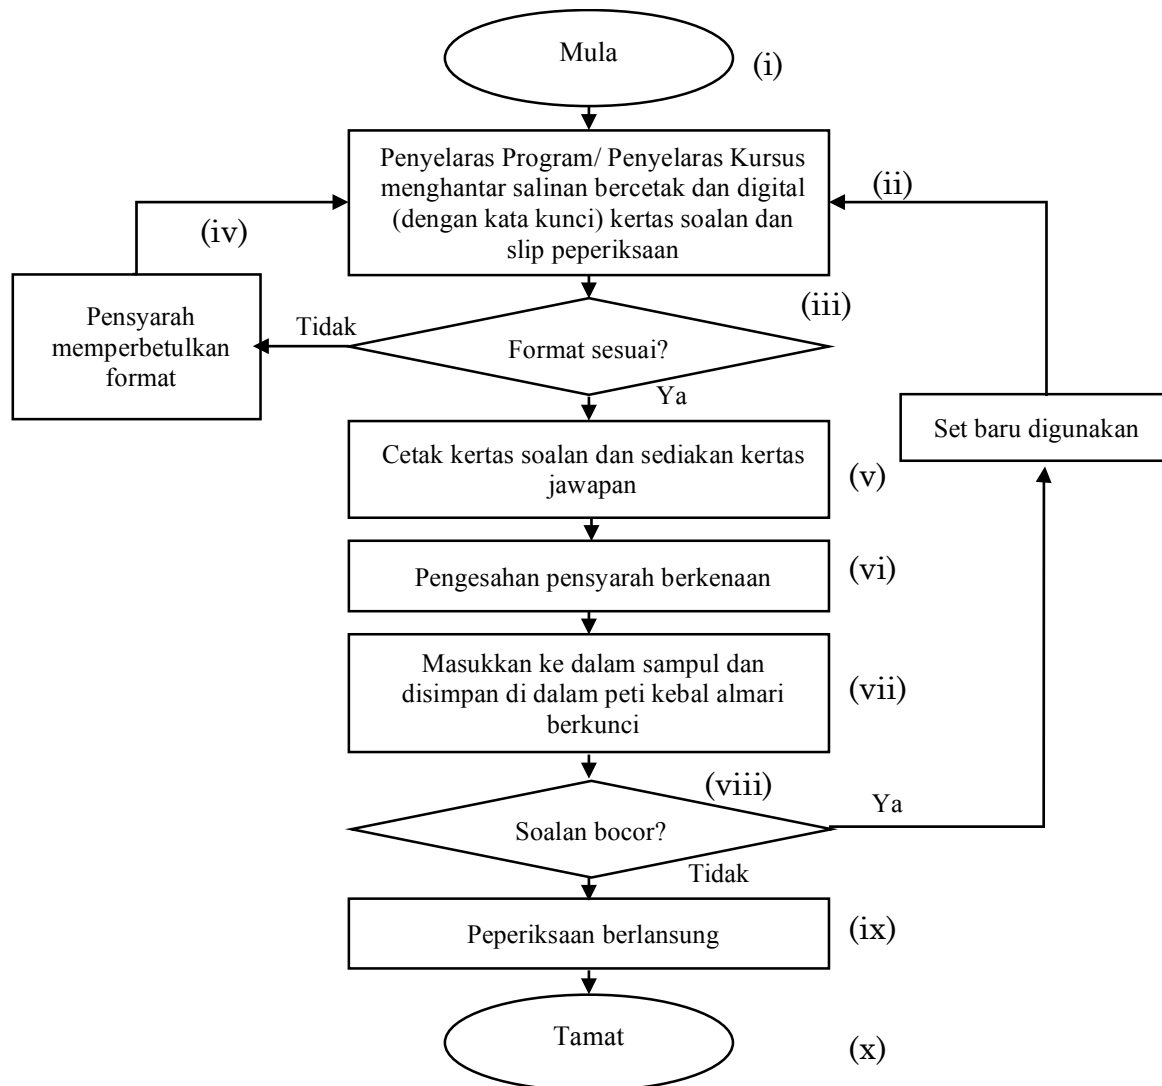 Mula
(i)
Penyelaras Program/ Penyelaras Kursus
menghantar salinan bercetak dan digital
(dengan kata kunci) kertas soalan dan
slip peperiksaan
(ii)
(iv)
(iii)
Pensyarah
memperbetulkan
format
Tidak
Format sesuai?
Ya
Set baru digunakan
Cetak kertas soalan dan sediakan kertas
jawapan
(v)
Pengesahan pensyarah berkenaan
(vi)
Masukkan ke dalam sampul dan
disimpan di dalam peti kebal almari
berkunci
(vii)
(viii)
Soalan bocor?
Ya
Tidak
Peperiksaan berlansung
(ix)
Tamat
(x)